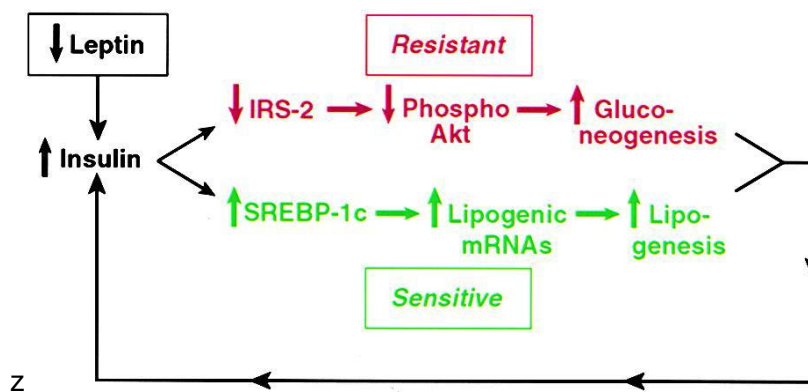 Leptin
Resistant
IRS-2
Phospho
Akt
Gluco-
neogenesis
Insulin
SREBP-1c
Lipogenic
mRNAs
Lipo-
genesis
Sensitive
z